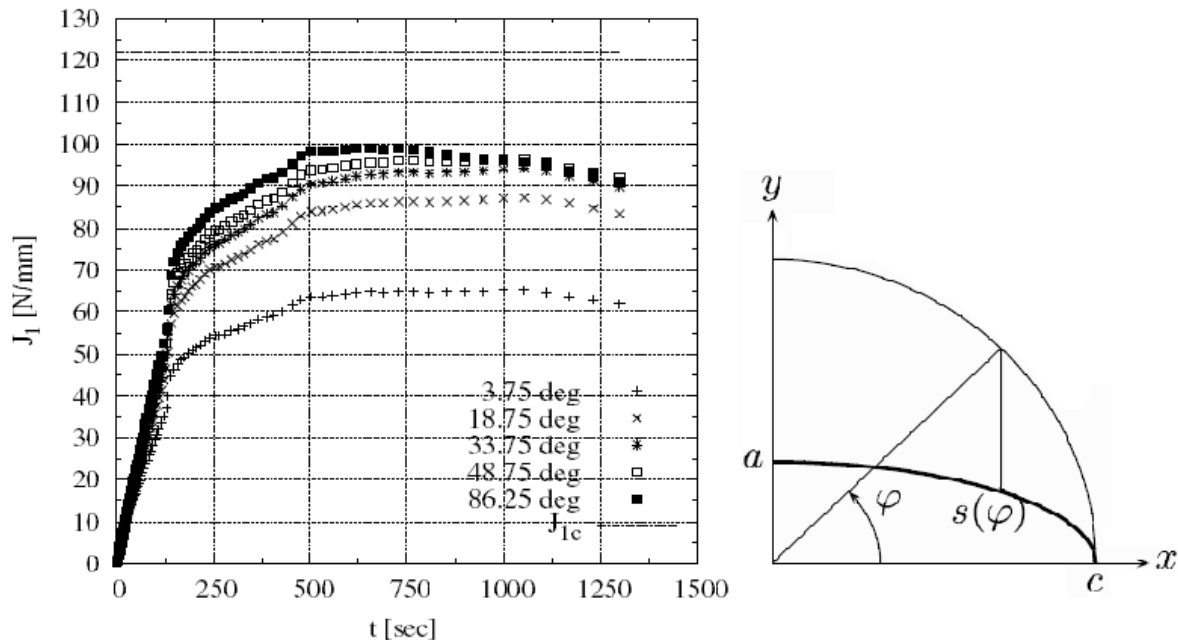 130
120
110
100
90
80
70
60
50
40
30
20
10
0
J1 [N/mm]
3.75 deg
18.75 deg
33.75 deg
48.75 deg
86.25 deg
J1c
0 250 500 750 1000 1250 1500
t [sec]
y
a
φ
s(φ)
x
c